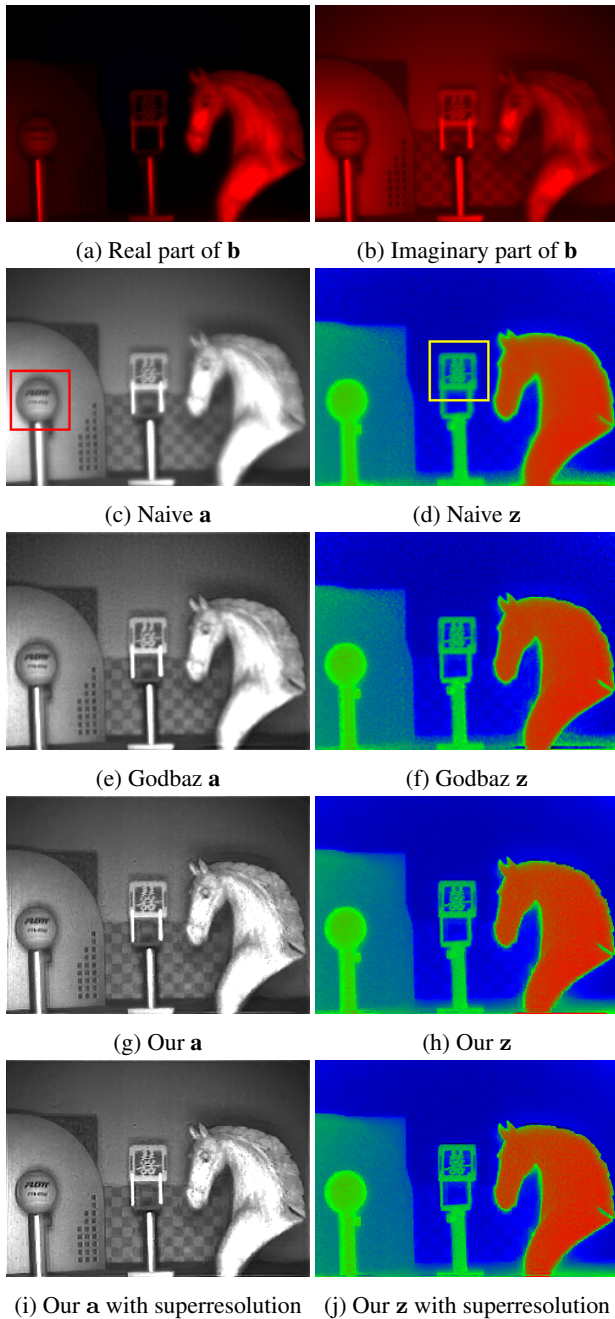 (a) Real part of b
(b) Imaginary part of b
(c) Naive a
(d) Naive z
(e) Godbaz a
(f) Godbaz z
(g) Our a
(h) Our z
(i) Our a with superresolution
(j) Our z with superresolution